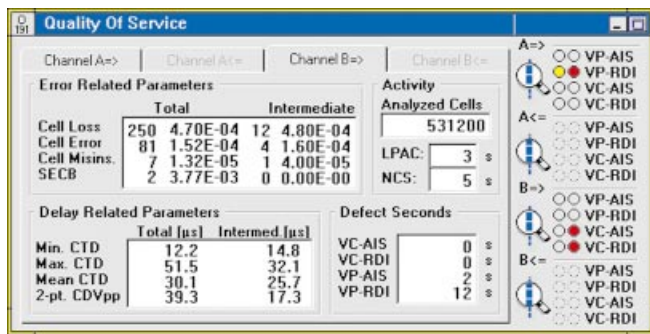 191 Quality Of Service
Channel A=> Channel A<= Channel B=> Channel B<=
Error Related Parameters
Total Intermediate
Cell Loss 250 4.70E-04 12 4.80E-04
Cell Error 81 1.52E-04 4 1.60E-04
Cell Misins. 7 1.32E-05 1 4.00E-05
SECB 2 3.77E-03 0 0.00E-00
Activity
Analyzed Cells
531200
LPAC: 3 s
NCS: 5 s
Delay Related Parameters
Total [µs] Intermed.[µs]
Min. CTD 12.2 14.8
Max. CTD 51.5 32.1
Mean CTD 30.1 25.7
2-pt. CDVpp 39.3 17.3
Defect Seconds
VC-AIS 0 s
VC-RDI 0 s
VP-AIS 2 s
VP-RDI 12 s
A=>
VP-AIS
VP-RDI
VC-AIS
VC-RDI
A<=
VP-AIS
VP-RDI
VC-AIS
VC-RDI
B=>
VP-AIS
VP-RDI
VC-AIS
VC-RDI
B<=
VP-AIS
VP-RDI
VC-AIS
VC-RDI